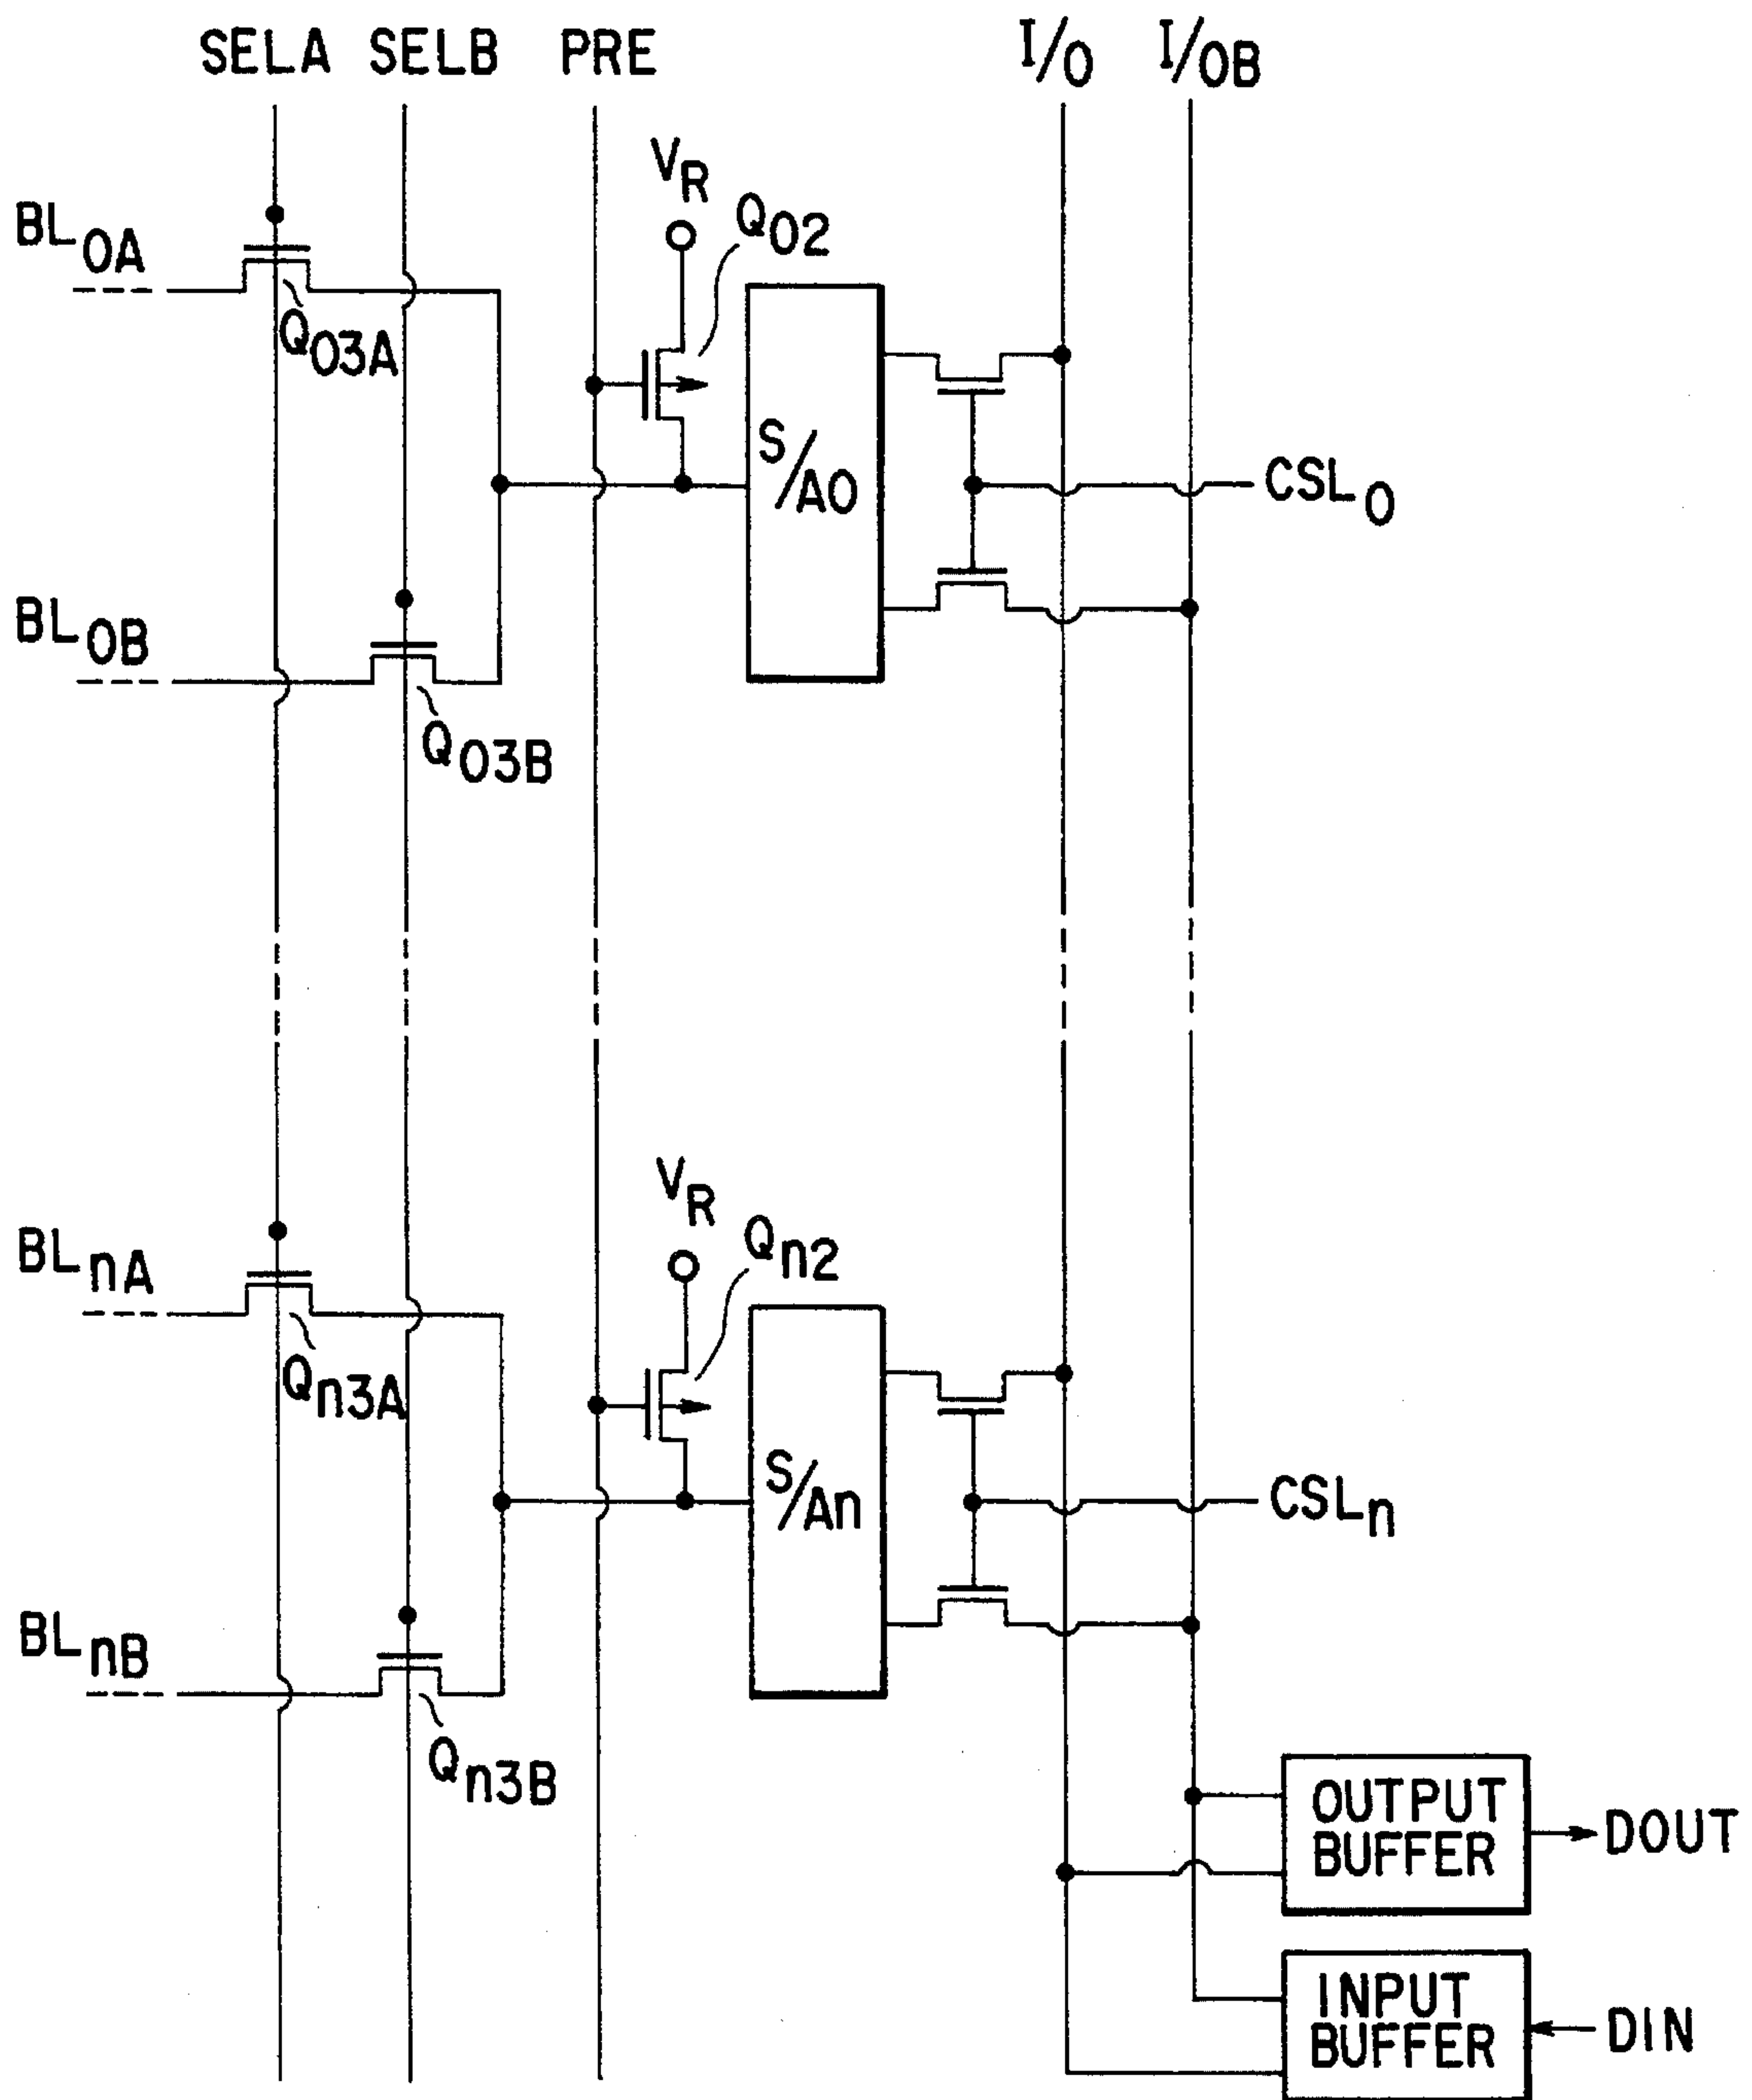 SELA SELB PRE I/O I/OB
VR
Q02
BL0A
Q03A
S/A0
CSL0
BL0B
Q03B
VR
Qn2
BLnA
Qn3A
S/An
CSLn
BLnB
Qn3B
OUTPUT
BUFFER
DOUT
INPUT
BUFFER
DIN